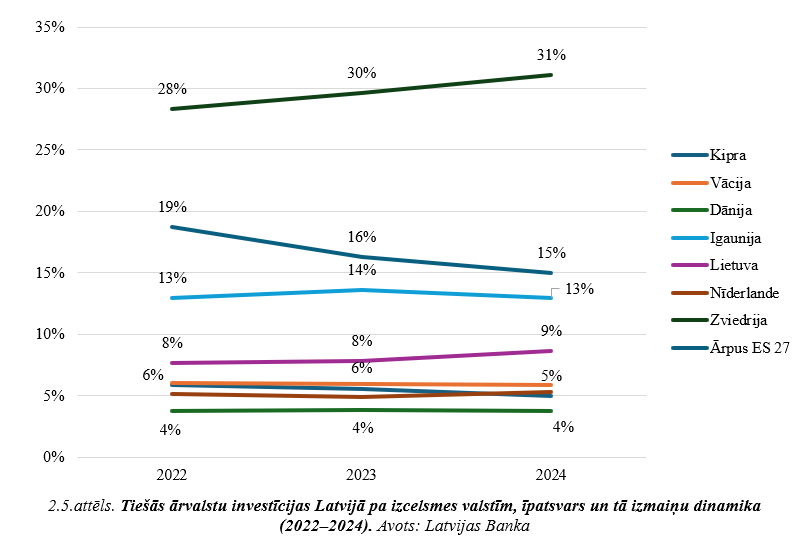 35%
30%
25%
20%
15%
10%
5%
0%
28%
30%
31%
19%
16%
15%
13%
14%
13%
8%
8%
9%
6%
6%
5%
4%
4%
4%
2022
2023
2024
Kipra
Vācija
Dānija
Igaunija
Lietuva
Nīderlande
Zviedrija
Ārpus ES 27
2.5.attēls. Tiešās ārvalstu investīcijas Latvijā pa izcelsmes valstīm, īpatsvars un tā izmaiņu dinamika
(2022–2024). Avots: Latvijas Banka